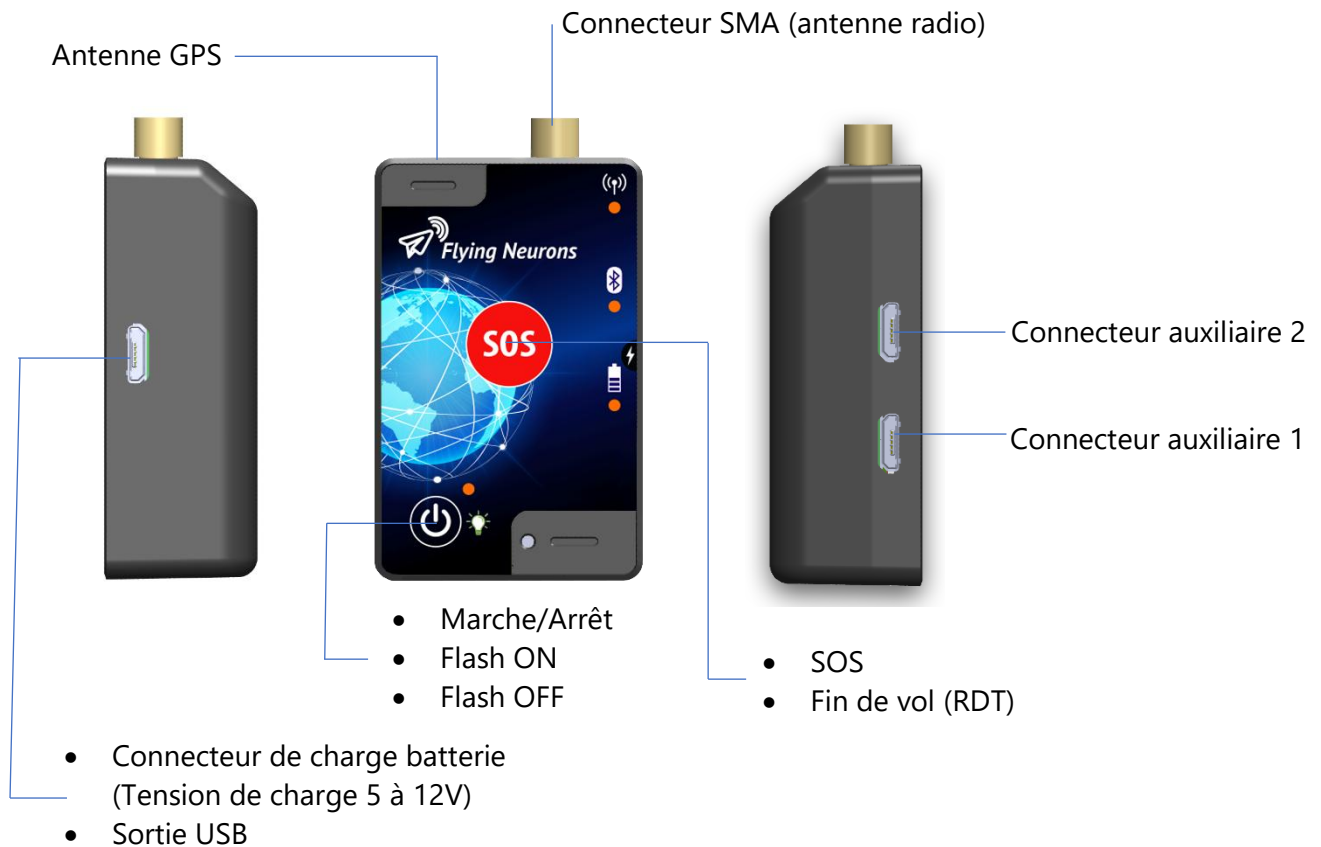 Connecteur SMA (antenne radio)
Antenne GPS
Flying Neurons
SOS
Connecteur auxiliaire 2
Connecteur auxiliaire 1
• Marche/Arrêt
• Flash ON
• Flash OFF
• SOS
• Fin de vol (RDT)
• Connecteur de charge batterie
(Tension de charge 5 à 12V)
• Sortie USB